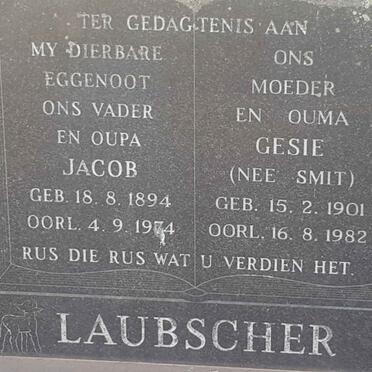 TER GEDAGTENIS AAN
MY DIERBARE
EGGENOOT
ONS VADER
EN OUPA
JACOB
GEB. 18. 8. 1894
OORL. 4. 9. 1974
ONS
MOEDER
EN OUMA
GESIE
(NEE SMIT)
GEB. 15. 2. 1901
OORL. 16. 8. 1982
RUS DIE RUS WAT U VERDIEN HET.
LAUBSCHER